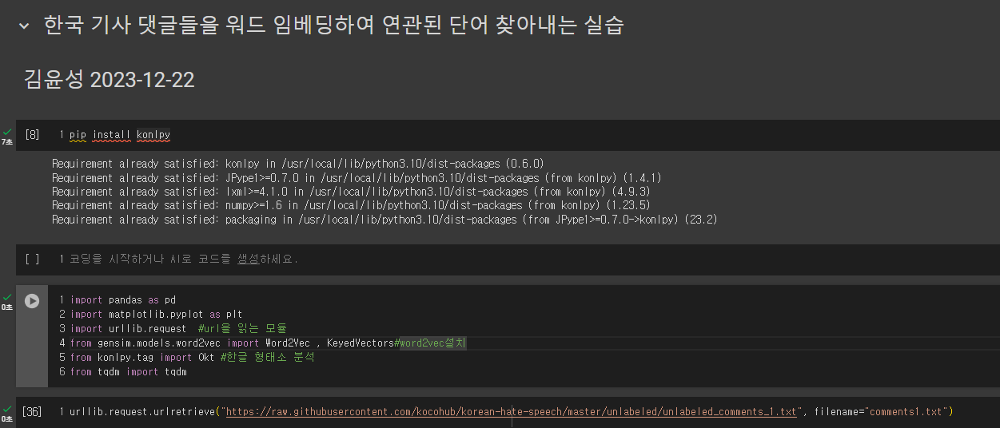 한국 기사 댓글들을 워드 임베딩하여 연관된 단어 찾아내는 실습
김윤성 2023-12-22
7초
[8] 1 pip install konlpy
Requirement already satisfied: konlpy in /usr/local/lib/python3.10/dist-packages (0.6.0)
Requirement already satisfied: JPype1>=0.7.0 in /usr/local/lib/python3.10/dist-packages (from konlpy) (1.4.1)
Requirement already satisfied: lxml>=4.1.0 in /usr/local/lib/python3.10/dist-packages (from konlpy) (4.9.3)
Requirement already satisfied: numpy>=1.6 in /usr/local/lib/python3.10/dist-packages (from konlpy) (1.23.5)
Requirement already satisfied: packaging in /usr/local/lib/python3.10/dist-packages (from JPype1>=0.7.0->konlpy) (23.2)
[ ] 1 코딩을 시작하거나 AI로 코드를 생성하세요.
0초
1 import pandas as pd
2 import matplotlib.pyplot as plt
3 import urllib.request #url을 읽는 모듈
4 from gensim.models.word2vec import Word2Vec , KeyedVectors#word2vec설치
5 from konlpy.tag import Okt #한글 형태소 분석
6 from tqdm import tqdm
0초
[36] 1 urllib.request.urlretrieve("https://raw.githubusercontent.com/kocohub/korean-hate-speech/master/unlabeled/unlabeled_comments_1.txt", filename="comments1.txt")